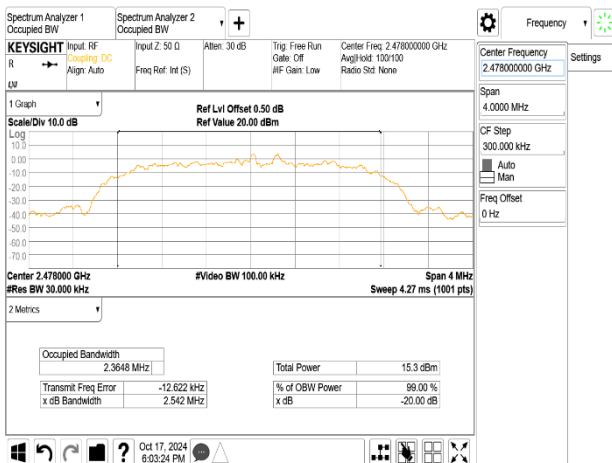 Spectrum Analyzer 1
Occupied BW
Spectrum Analyzer 2
Occupied BW
Frequency
KEYSIGHT
R
Input: RF
Coupling: DC
Align: Auto
Input Z: 50 Ω
Freq Ref: Int (S)
Atten: 30 dB
Trig: Free Run
Gate: Off
#IF Gain: Low
Center Freq: 2.478000000 GHz
Avg|Hold: 100/100
Radio Std: None
Center Frequency
2.478000000 GHz
Settings
Span
4.0000 MHz
CF Step
300.000 kHz
Auto
Man
Freq Offset
0 Hz
1 Graph
Scale/Div 10.0 dB
Ref Lvl Offset 0.50 dB
Ref Value 20.00 dBm
Log
10.0
0.00
-10.0
-20.0
-30.0
-40.0
-50.0
-60.0
-70.0
Center 2.478000 GHz
#Res BW 30.000 kHz
#Video BW 100.00 kHz
Span 4 MHz
Sweep 4.27 ms (1001 pts)
2 Metrics
Occupied Bandwidth
2.3648 MHz
Total Power 15.3 dBm
Transmit Freq Error -12.622 kHz
% of OBW Power 99.00 %
x dB Bandwidth 2.542 MHz
x dB -20.00 dB
?
Oct 17, 2024
6:03:24 PM